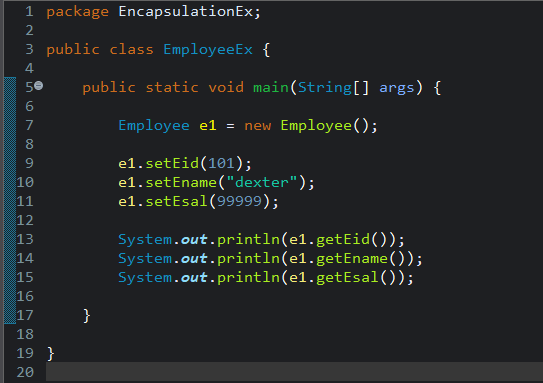 1 package EncapsulationEx;
2
3 public class EmployeeEx {
4
5 public static void main(String[] args) {
6
7 Employee e1 = new Employee();
8
9 e1.setEid(101);
10 e1.setEname("dexter");
11 e1.setEsal(99999);
12
13 System.out.println(e1.getEid());
14 System.out.println(e1.getEname());
15 System.out.println(e1.getEsal());
16
17 }
18
19 }
20